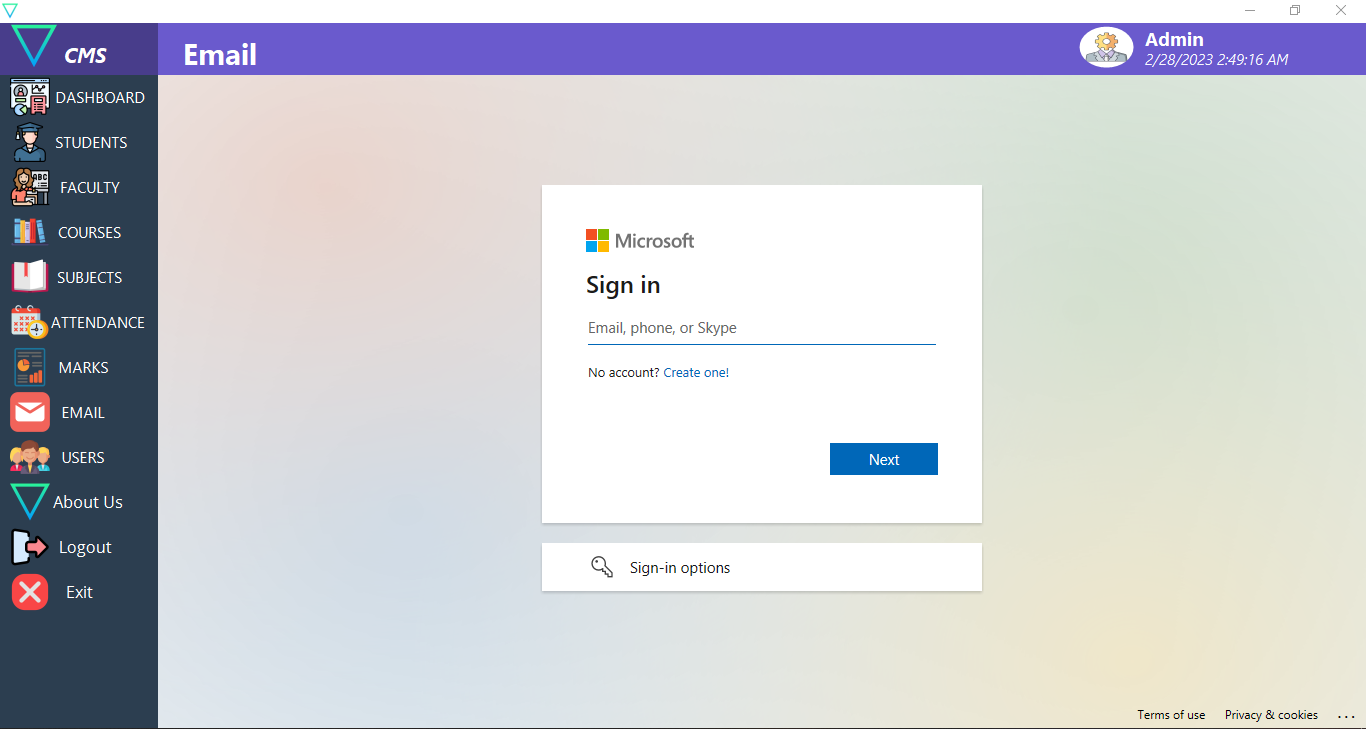 CMS
Email
Admin
2/28/2023 2:49:16 AM
DASHBOARD
STUDENTS
ABC
FACULTY
COURSES
SUBJECTS
ATTENDANCE
MARKS
EMAIL
USERS
About Us
Logout
Exit
Microsoft
Sign in
Email, phone, or Skype
No account? Create one!
Next
Sign-in options
Terms of use Privacy & cookies ...